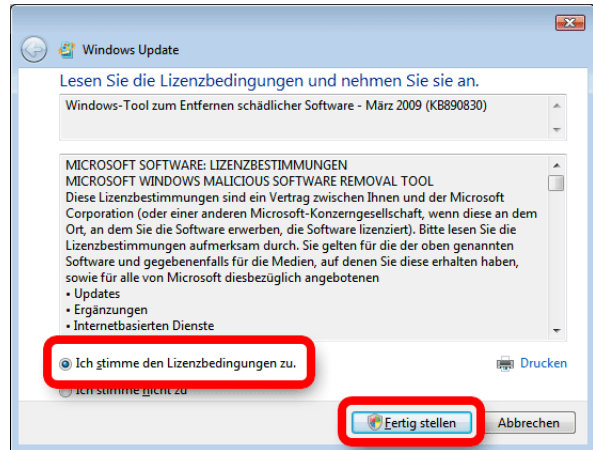 Windows Update
Lesen Sie die Lizenzbedingungen und nehmen Sie sie an.
Windows-Tool zum Entfernen schädlicher Software - März 2009 (KB890830)
MICROSOFT SOFTWARE: LIZENZBESTIMMUNGEN
MICROSOFT WINDOWS MALICIOUS SOFTWARE REMOVAL TOOL
Diese Lizenzbestimmungen sind ein Vertrag zwischen Ihnen und der Microsoft
Corporation (oder einer anderen Microsoft-Konzerngesellschaft, wenn diese an dem
Ort, an dem Sie die Software erwerben, die Software lizenziert). Bitte lesen Sie die
Lizenzbestimmungen aufmerksam durch. Sie gelten für die der oben genannten
Software und gegebenenfalls für die Medien, auf denen Sie diese erhalten haben,
sowie für alle von Microsoft diesbezüglich angebotenen
• Updates
• Ergänzungen
• Internetbasierten Dienste
Ich stimme den Lizenzbedingungen zu.
Drucken
Ich stimme nicht zu
Fertig stellen
Abbrechen